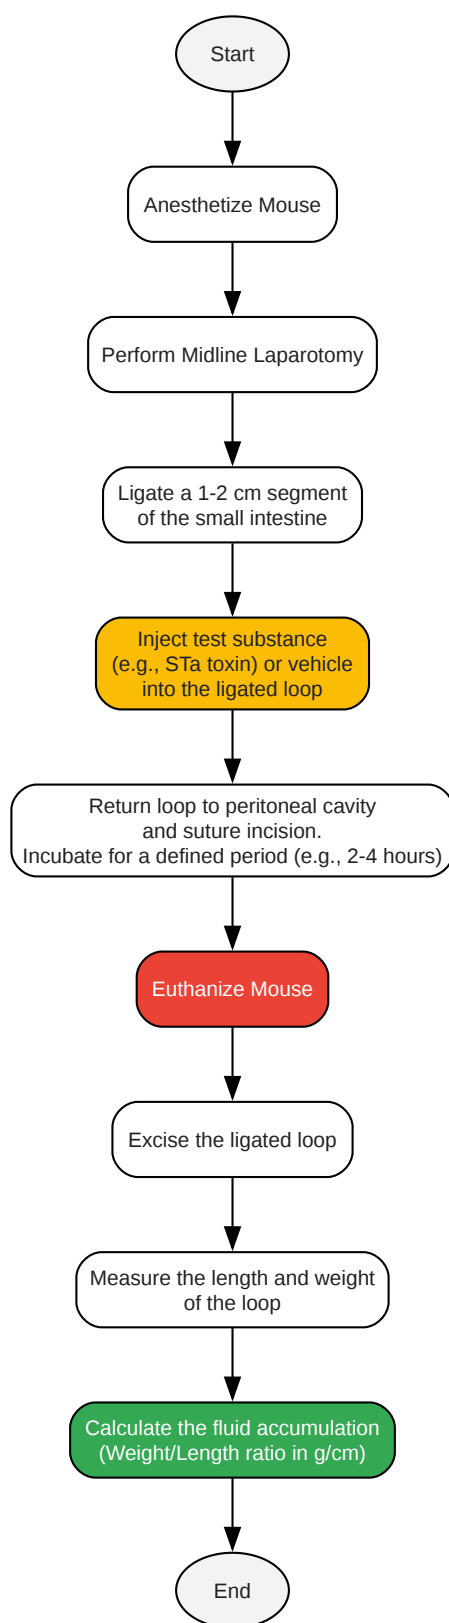 Start
Anesthetize Mouse
Perform Midline Laparotomy
Ligate a 1-2 cm segment
of the small intestine
Inject test substance
(e.g., STa toxin) or vehicle
into the ligated loop
Return loop to peritoneal cavity
and suture incision.
Incubate for a defined period (e.g., 2-4 hours)
Euthanize Mouse
Excise the ligated loop
Measure the length and weight
of the loop
Calculate the fluid accumulation
(Weight/Length ratio in g/cm)
End